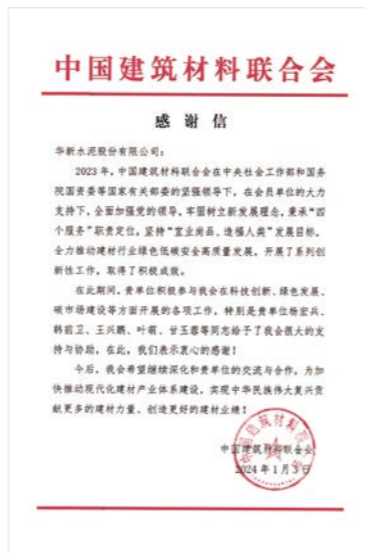 中国建筑材料联合会
感谢信
华新水泥股份有限公司：
2023年，中国建筑材料联合会在中央社会工作部和国务
院国资委等国家有关部委的坚强领导下，在会员单位的大力
支持下，全面加强党的领导，牢固树立新发展理念，秉承“四
个服务”职责定位，坚持“宜业尚品、造福人类”发展目标，
全力推动建材行业绿色低碳安全高质量发展，开展了系列创
新性工作，取得了积极成效。
在此期间，贵单位积极参与我会在科技创新、绿色发展、
碳市场建设等方面开展的各项工作，特别是贵单位杨宏兵、
韩前卫、王兴鹏、叶萌、甘玉蓉等同志给予了我会很大的支
持与协助，在此，我们表示衷心的感谢！
今后，我会希望继续深化和贵单位的交流与合作，为加
快推动现代化建材产业体系建设，实现中华民族伟大复兴贡
献更多的建材力量、创造更好的建材业绩！
中国建筑材料联合会
2024年1月3日
中国建筑材料联合会